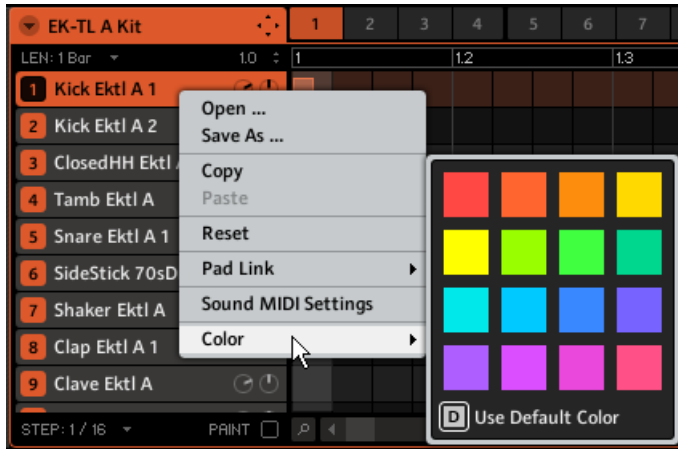 EK-TL A Kit
1 2 3 4 5 6 7
LEN: 1 Bar 1.0 1 1.2 1.3
1 Kick Ektl A 1
2 Kick Ektl A 2
3 ClosedHH Ektl
4 Tamb Ektl A
5 Snare Ektl A 1
6 SideStick 70sD
7 Shaker Ektl A
8 Clap Ektl A 1
9 Clave Ektl A
STEP: 1 / 16 PAINT
Open ...
Save As ...
Copy
Paste
Reset
Pad Link
Sound MIDI Settings
Color
D Use Default Color